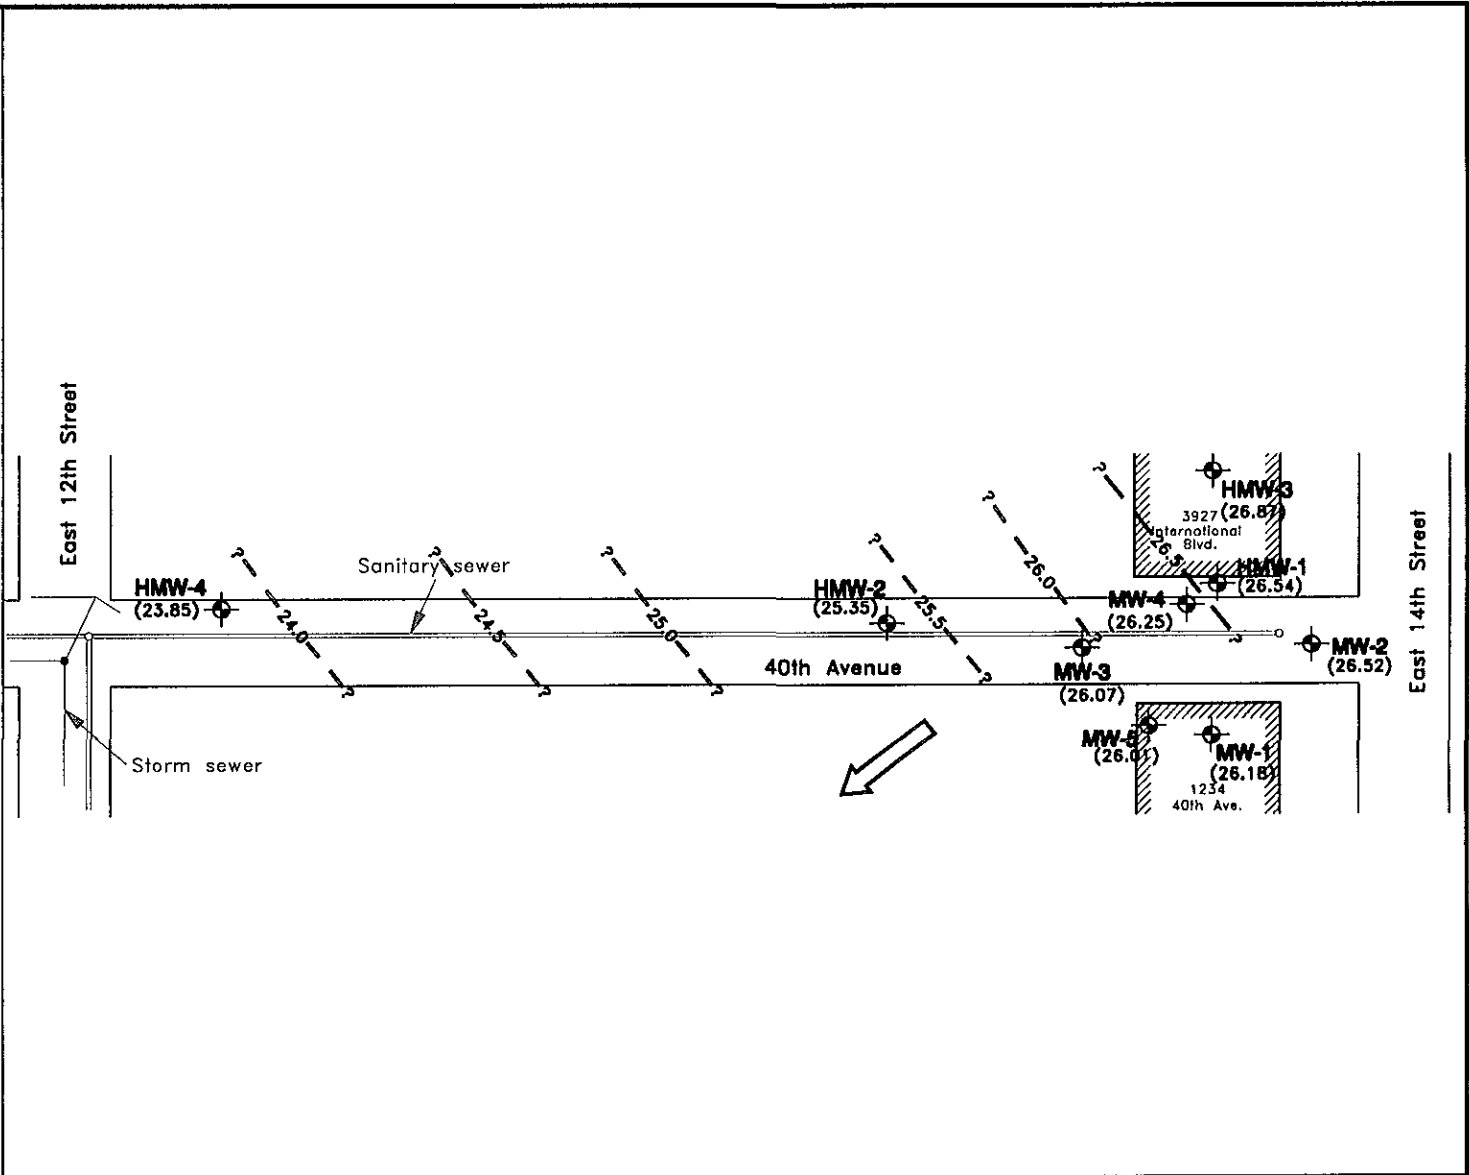 East 12th Street
HMW-3
(26.87)
3927
International
Blvd.
East 14th Street
?
?
?
?
?
?
Sanitary sewer
HMW-4
(23.85)
HMW-2
(25.35)
HMW-1
(26.54)
MW-4
(26.25)
24.0
24.5
25.0
25.5
26.0
26.5
MW-2
(26.52)
40th Avenue
MW-3
(26.07)
?
?
?
?
?
?
MW-5
(26.01)
MW-1
(26.18)
1234
40th Ave.
Storm sewer